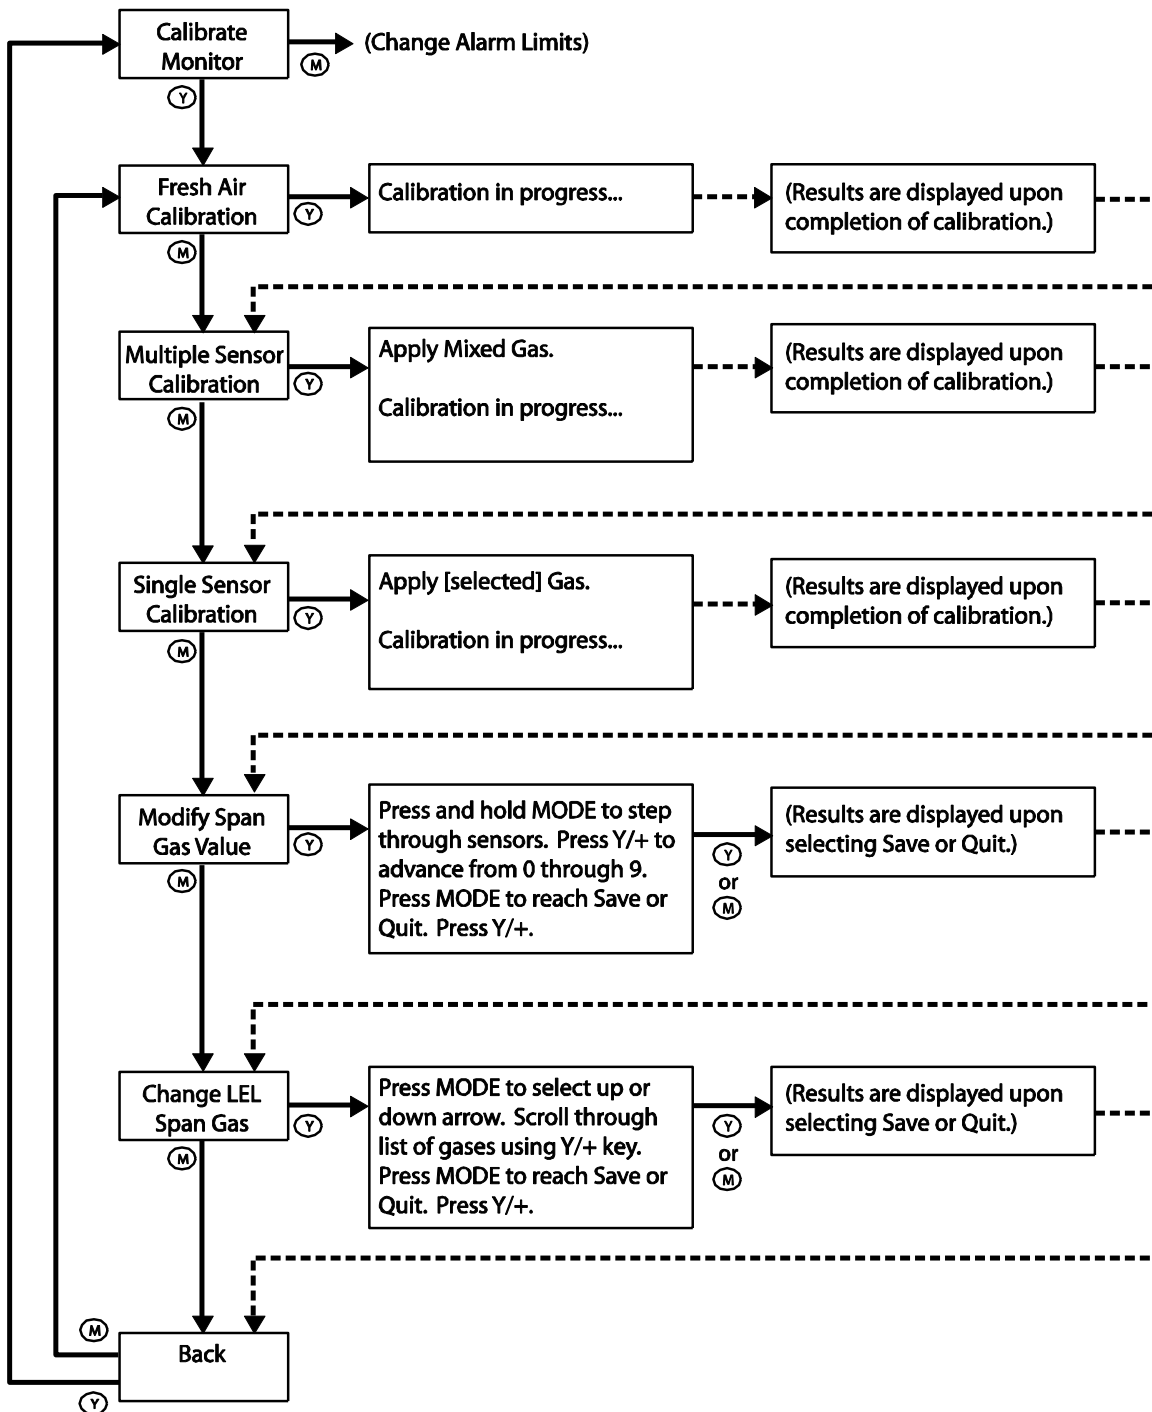 Calibrate
Monitor
(Change Alarm Limits)
M
Y
Fresh Air
Calibration
Y
Calibration in progress...
(Results are displayed upon
completion of calibration.)
M
Multiple Sensor
Calibration
Y
Apply Mixed Gas.
Calibration in progress...
(Results are displayed upon
completion of calibration.)
M
Single Sensor
Calibration
Y
Apply [selected] Gas.
Calibration in progress...
(Results are displayed upon
completion of calibration.)
M
Modify Span
Gas Value
Y
Press and hold MODE to step
through sensors. Press Y/+ to
advance from 0 through 9.
Press MODE to reach Save or
Quit. Press Y/+.
Y
or
M
(Results are displayed upon
selecting Save or Quit.)
M
Change LEL
Span Gas
Y
Press MODE to select up or
down arrow. Scroll through
list of gases using Y/+ key.
Press MODE to reach Save or
Quit. Press Y/+.
Y
or
M
(Results are displayed upon
selecting Save or Quit.)
M
M
Back
Y